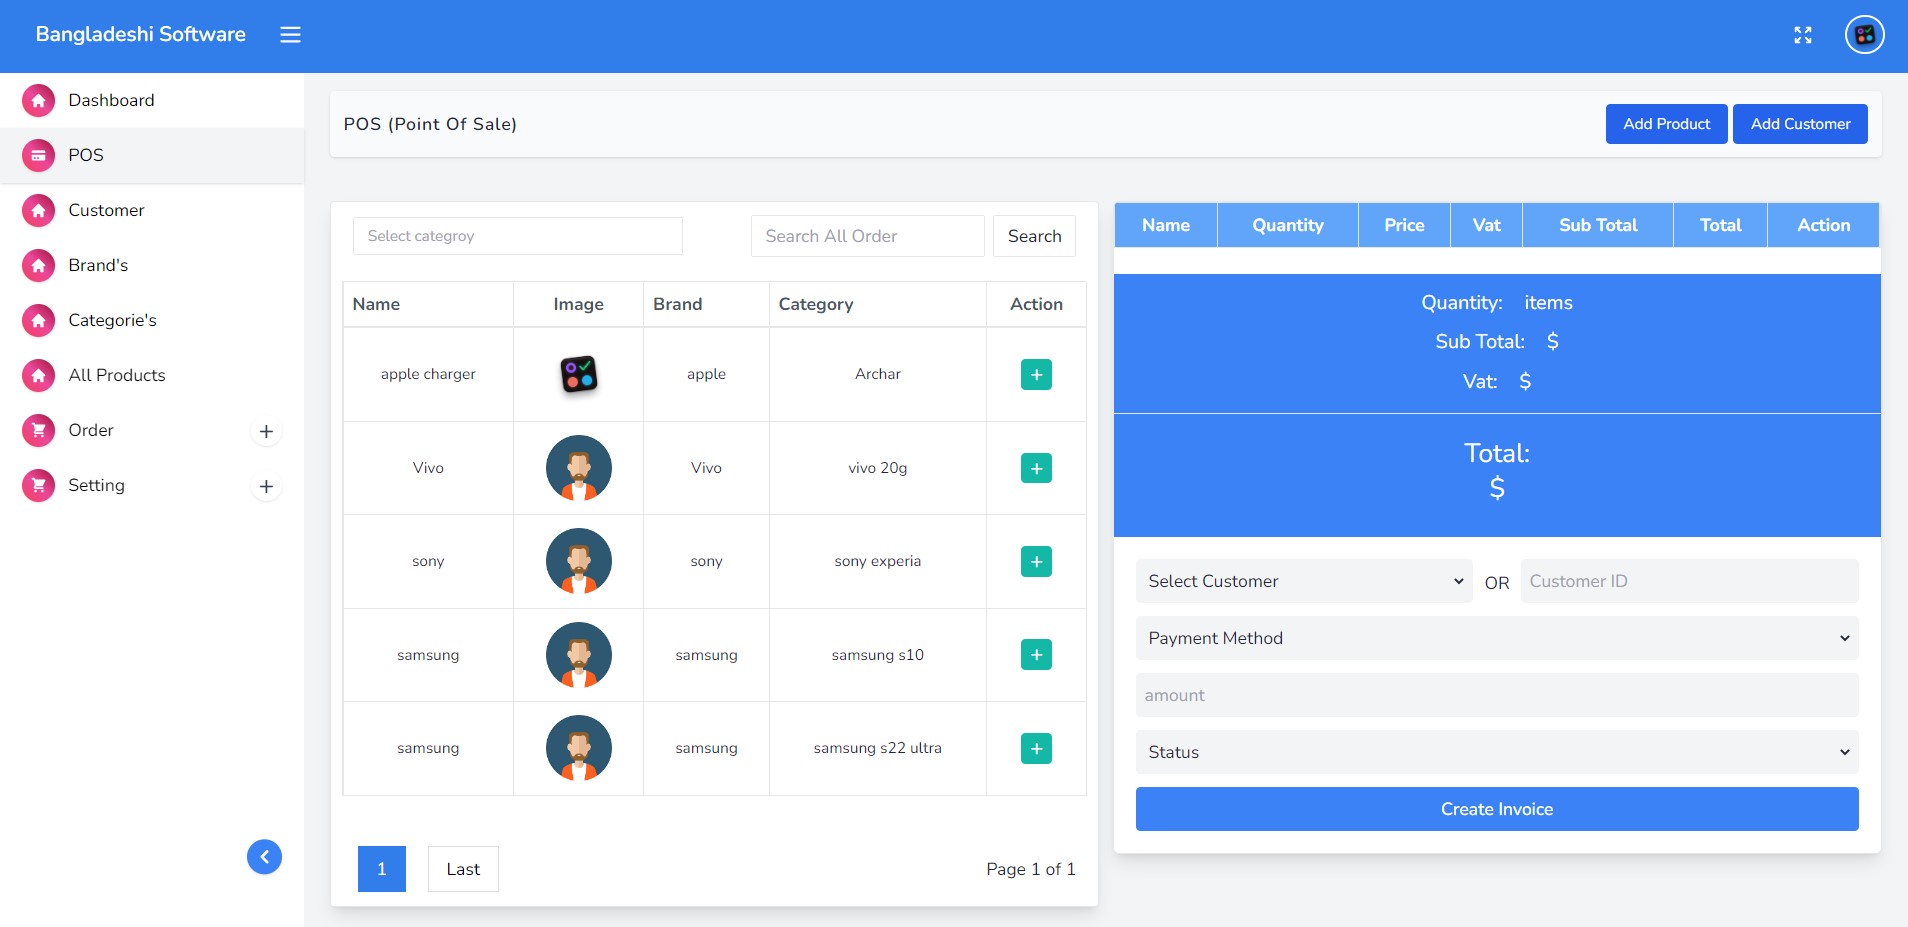 Bangladeshi Software
Dashboard
POS
Customer
Brand's
Categorie's
All Products
Order
Setting
POS (Point Of Sale)
Add Product
Add Customer
Select categroy
Search All Order
Search
Name Image Brand Category Action
apple charger apple Archar +
Vivo Vivo vivo 20g +
sony sony sony experia +
samsung samsung samsung s10 +
samsung samsung samsung s22 ultra +
1 Last Page 1 of 1
Name Quantity Price Vat Sub Total Total Action
Quantity: items
Sub Total: $
Vat: $
Total:
$
Select Customer OR Customer ID
Payment Method
amount
Status
Create Invoice